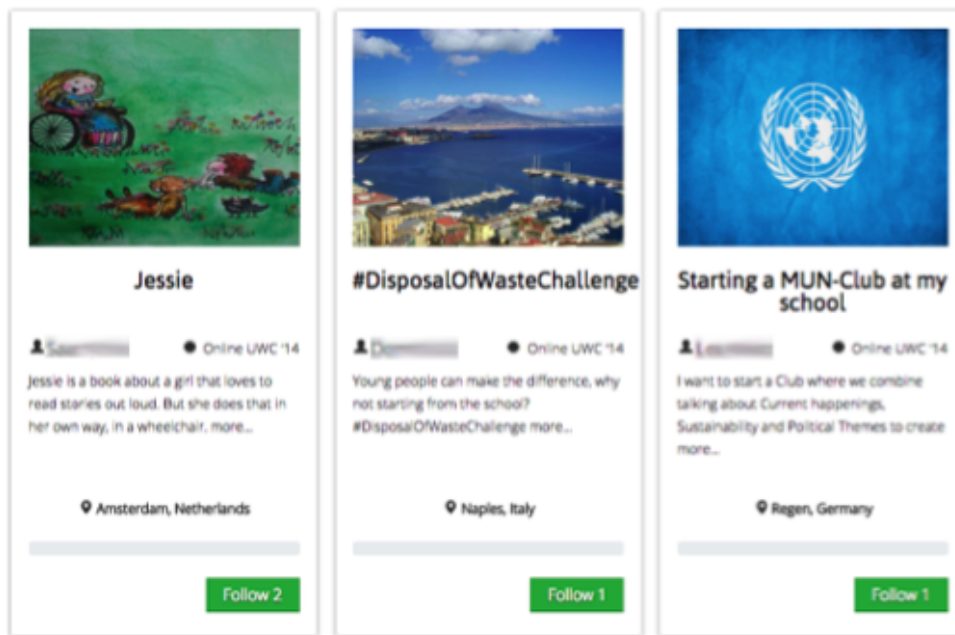 Jessie
Online UWC '14
Jessie is a book about a girl that loves to
read stories out loud. But she does that in
her own way, in a wheelchair. more...
Amsterdam, Netherlands
Follow 2
#DisposalOfWasteChallenge
Online UWC '14
Young people can make the difference, why
not starting from the school?
#DisposalOfWasteChallenge more...
Naples, Italy
Follow 1
Starting a MUN-Club at my
school
Online UWC '14
I want to start a Club where we combine
talking about Current happenings,
Sustainability and Political Themes to create
more...
Regen, Germany
Follow 1